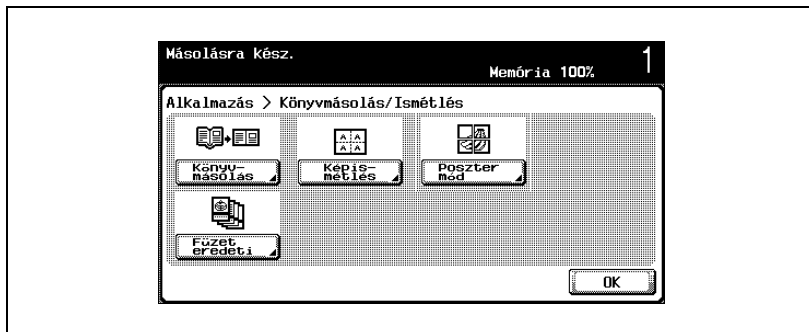 Másolásra kész.
Memória 100%
1
Alkalmazás > Könyvmásolás/Ismétlés
A A
A A
Könyv-
másolás
Képis-
métlés
Poszter
mód
Füzet
eredeti
OK